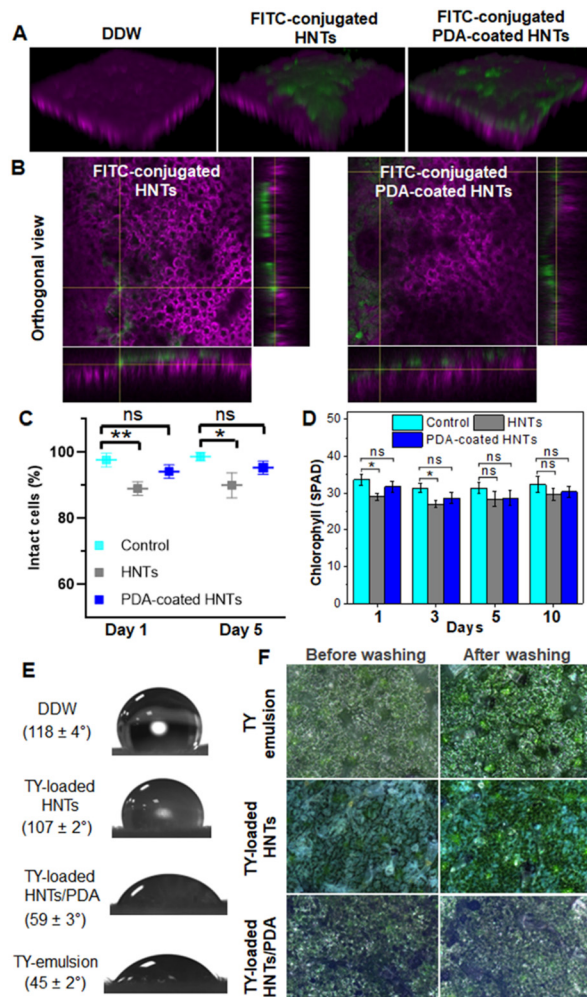 A
DDW
FITC-conjugated
HNTs
FITC-conjugated
PDA-coated HNTs
B
Orthogonal view
FITC-conjugated
HNTs
FITC-conjugated
PDA-coated HNTs
C
Intact cells (%)
100
80
60
ns
**
ns
*
Control
HNTs
PDA-coated HNTs
Day 1
Day 5
D
Chlorophyll (SPAD)
50
40
30
20
10
0
Control
HNTs
PDA-coated HNTs
ns
*
ns
*
ns
ns
ns
ns
1
3
5
10
Days
E
DDW
(118 ± 4°)
TY-loaded
HNTs
(107 ± 2°)
TY-loaded
HNTs/PDA
(59 ± 3°)
TY-emulsion
(45 ± 2°)
F
Before washing
After washing
TY
emulsion
TY-loaded
HNTs
TY-loaded
HNTs/PDA